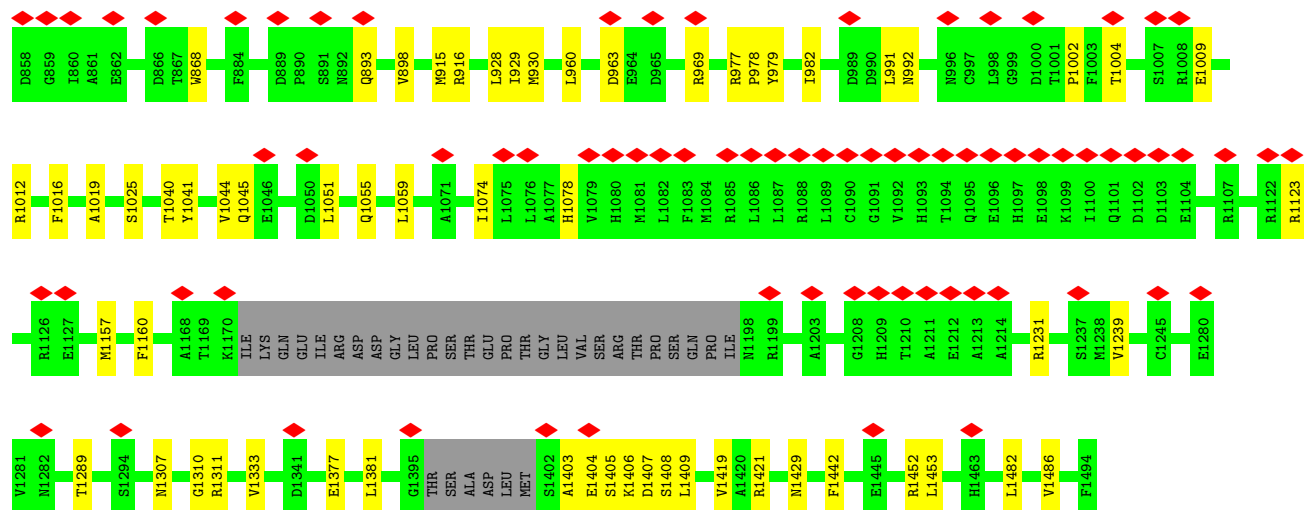 D858 G859 I860 A861 E862 D866 T867 W868 F884 D889 P890 S891 N892 Q893 V898 M915 R916 L928 I929 M930 L960 D963 E964 D965 R969 R977 P978 Y979 I982 D989 D990 L991 N992 N996 C997 L998 G999 D1000 T1001 P1002 F1003 T1004 S1007 R1008 E1009
R1012 F1016 A1019 S1025 T1040 Y1041 V1044 Q1045 E1046 D1050 L1051 Q1055 L1059 A1071 I1074 L1075 L1076 A1077 H1078 V1079 H1080 M1081 L1082 F1083 M1084 R1085 L1086 L1087 R1088 L1089 C1090 G1091 V1092 H1093 T1094 Q1095 E1096 H1097 E1098 K1099 I1100 Q1101 D1102 D1103 E1104 R1107 R1122 R1123
R1126 E1127 M1157 F1160 A1168 T1169 K1170 ILE LYS GLN GLU ILE ARG ASP ASP GLY LEU PRO SER THR GLU PRO THR GLY LEU VAL SER ARG THR PRO SER GLN PRO ILE N1198 R1199 A1203 G1208 H1209 T1210 A1211 E1212 A1213 A1214 R1231 S1237 M1238 V1239 C1245 E1280
V1281 N1282 T1289 S1294 N1307 G1310 R1311 V1333 D1341 E1377 L1381 G1395 THR SER ALA ASP LEU MET S1402 A1403 E1404 S1405 K1406 D1407 S1408 L1409 V1419 A1420 R1421 N1429 F1442 E1445 R1452 L1453 H1463 L1482 V1486 F1494